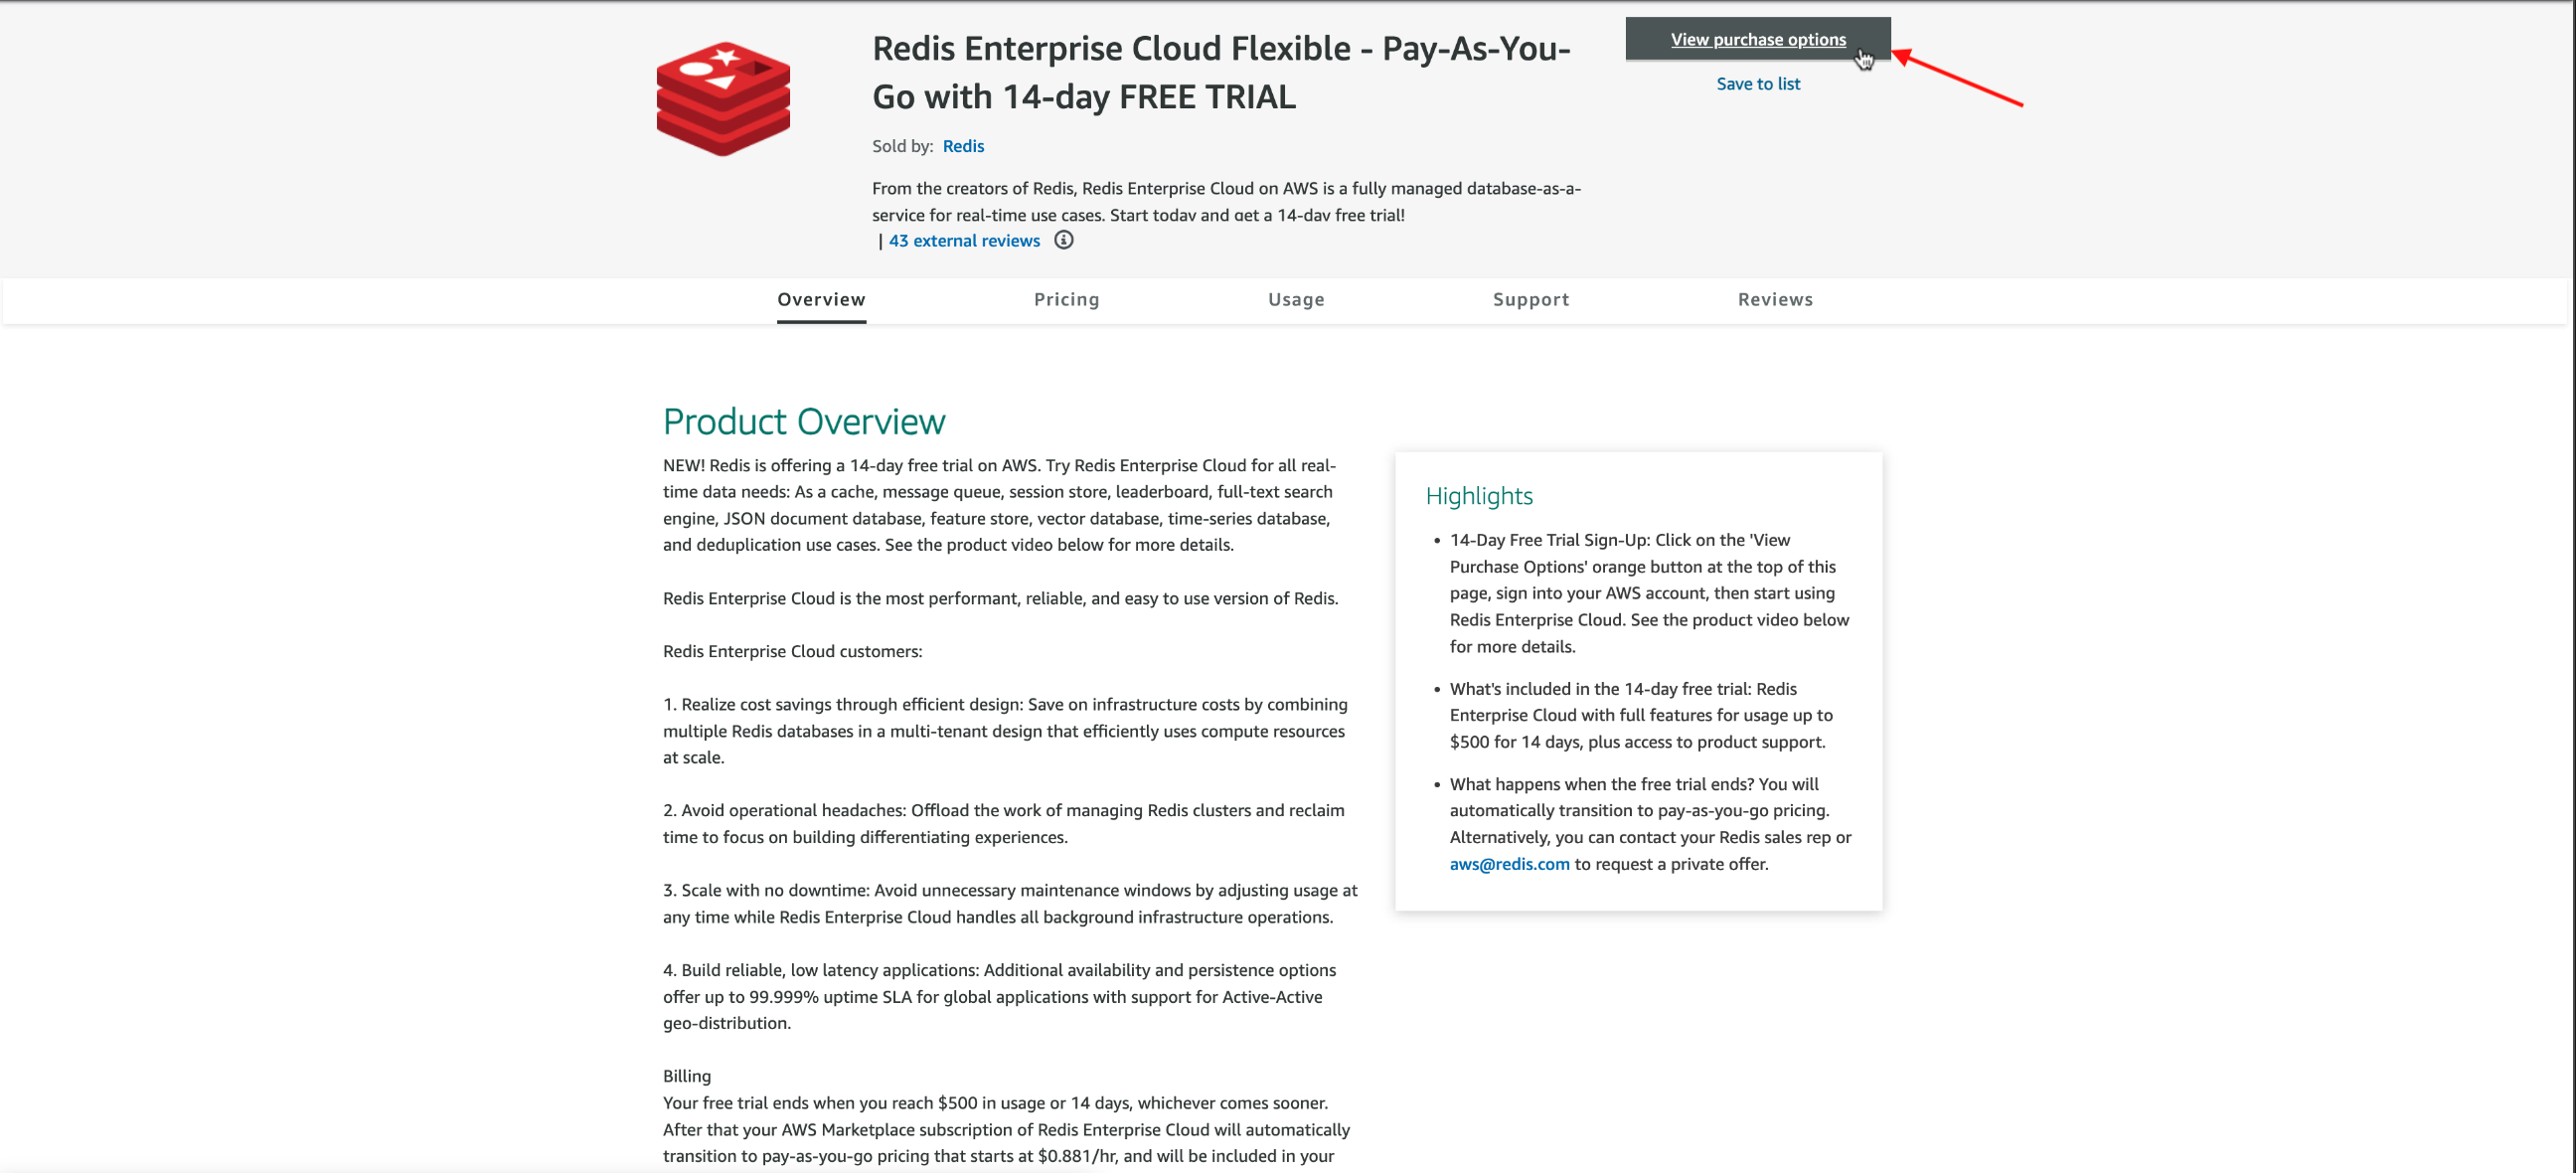 Redis Enterprise Cloud Flexible - Pay-As-You-
Go with 14-day FREE TRIAL
View purchase options
Save to list
Sold by: Redis
From the creators of Redis, Redis Enterprise Cloud on AWS is a fully managed database-as-a-
service for real-time use cases. Start today and get a 14-day free trial!
| 43 external reviews
Overview
Pricing
Usage
Support
Reviews
Product Overview
NEW! Redis is offering a 14-day free trial on AWS. Try Redis Enterprise Cloud for all real-
time data needs: As a cache, message queue, session store, leaderboard, full-text search
engine, JSON document database, feature store, vector database, time-series database,
and deduplication use cases. See the product video below for more details.
Redis Enterprise Cloud is the most performant, reliable, and easy to use version of Redis.
Redis Enterprise Cloud customers:
1. Realize cost savings through efficient design: Save on infrastructure costs by combining
multiple Redis databases in a multi-tenant design that efficiently uses compute resources
at scale.
2. Avoid operational headaches: Offload the work of managing Redis clusters and reclaim
time to focus on building differentiating experiences.
3. Scale with no downtime: Avoid unnecessary maintenance windows by adjusting usage at
any time while Redis Enterprise Cloud handles all background infrastructure operations.
4. Build reliable, low latency applications: Additional availability and persistence options
offer up to 99.999% uptime SLA for global applications with support for Active-Active
geo-distribution.
Billing
Your free trial ends when you reach $500 in usage or 14 days, whichever comes sooner.
After that your AWS Marketplace subscription of Redis Enterprise Cloud will automatically
transition to pay-as-you-go pricing that starts at $0.881/hr, and will be included in your
Highlights
• 14-Day Free Trial Sign-Up: Click on the 'View
Purchase Options' orange button at the top of this
page, sign into your AWS account, then start using
Redis Enterprise Cloud. See the product video below
for more details.
• What's included in the 14-day free trial: Redis
Enterprise Cloud with full features for usage up to
$500 for 14 days, plus access to product support.
• What happens when the free trial ends? You will
automatically transition to pay-as-you-go pricing.
Alternatively, you can contact your Redis sales rep or
aws@redis.com to request a private offer.